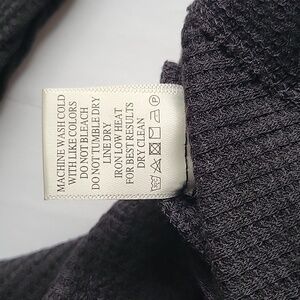 MACHINE WASH COLD
WITH LIKE COLORS
DO NOT BLEACH
DO NOT TUMBLE DRY
LINE DRY
IRON LOW HEAT
FOR BEST RESULTS
DRY CLEAN